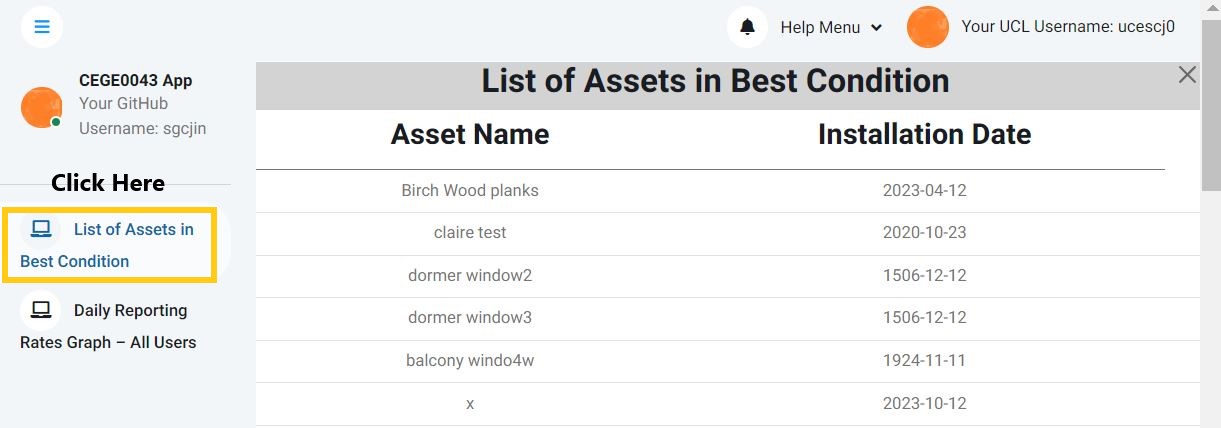 Help Menu
Your UCL Username: ucescj0
CEGE0043 App
Your GitHub
Username: sgcjin
Click Here
List of Assets in
Best Condition
Daily Reporting
Rates Graph – All Users
List of Assets in Best Condition
Asset Name Installation Date
Birch Wood planks 2023-04-12
claire test 2020-10-23
dormer window2 1506-12-12
dormer window3 1506-12-12
balcony windo4w 1924-11-11
x 2023-10-12